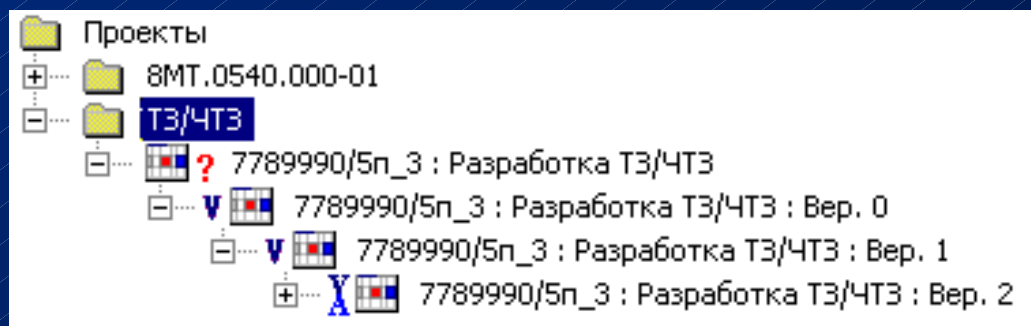 Проекты
8МТ.0540.000-01
ТЗ/ЧТЗ
? 7789990/5п_3 : Разработка ТЗ/ЧТЗ
V 7789990/5п_3 : Разработка ТЗ/ЧТЗ : Вер. 0
V 7789990/5п_3 : Разработка ТЗ/ЧТЗ : Вер. 1
X 7789990/5п_3 : Разработка ТЗ/ЧТЗ : Вер. 2